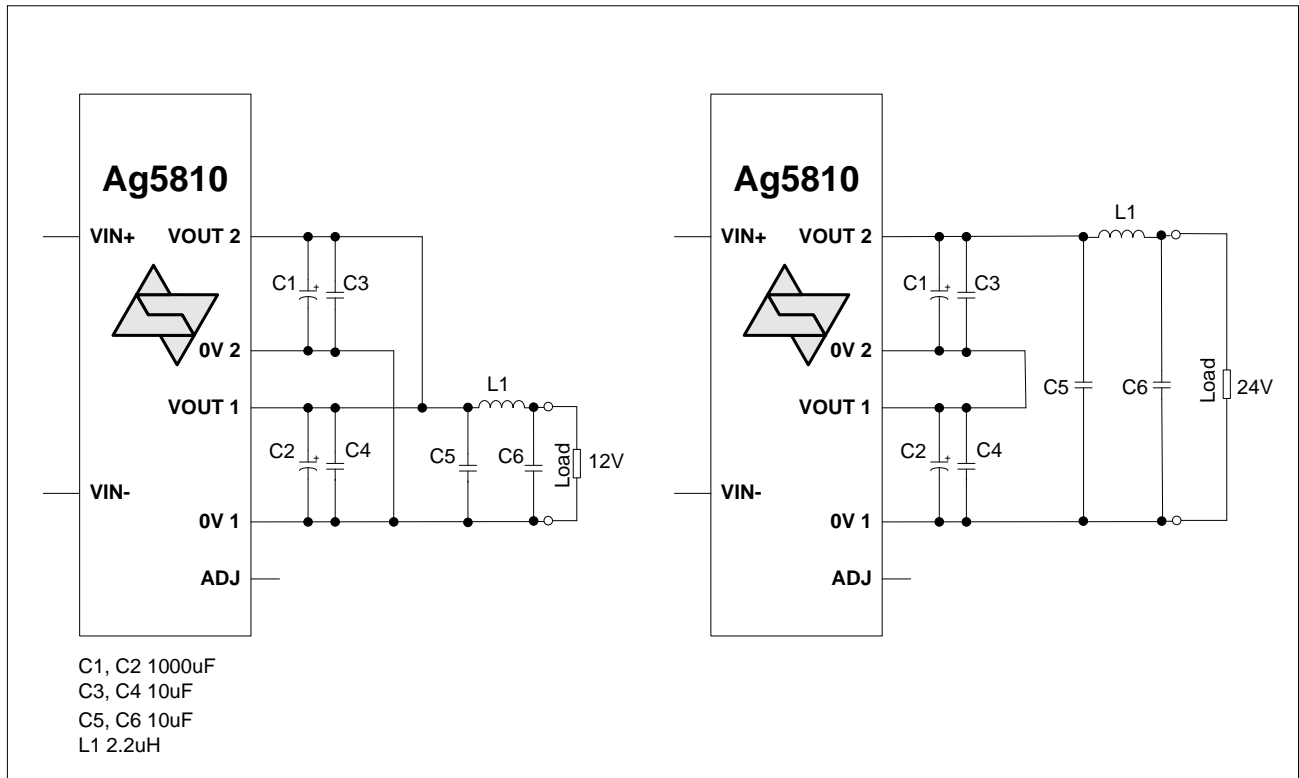 Ag5810
VIN+
VOUT 2
C1
+
C3
0V 2
VOUT 1
L1
C2
+
C4
C5
C6
Load
12V
VIN-
0V 1
ADJ
C1, C2 1000uF
C3, C4 10uF
C5, C6 10uF
L1 2.2uH
Ag5810
VIN+
VOUT 2
L1
C1
+
C3
0V 2
C5
C6
Load
24V
VOUT 1
C2
+
C4
VIN-
0V 1
ADJ